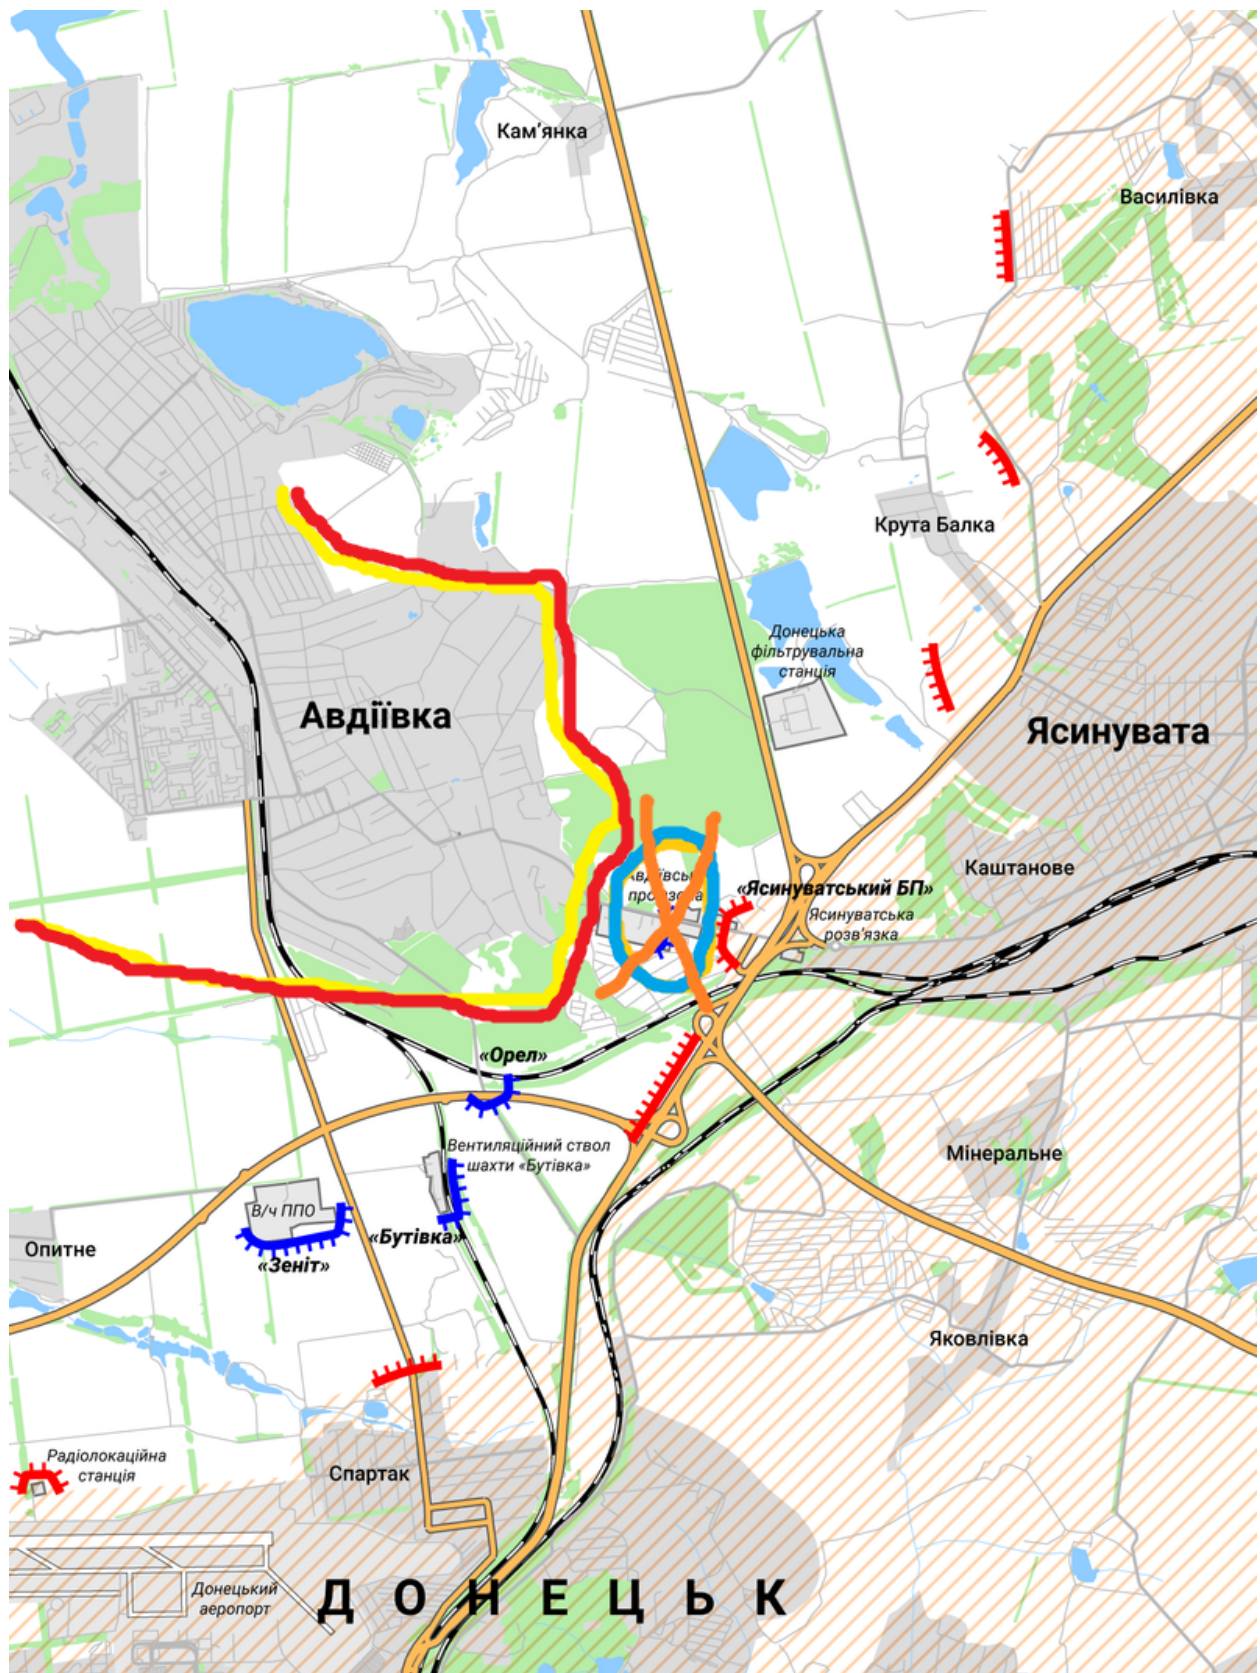 Кам'янка
Василівка
Крута Балка
Донецька
фільтрувальна
станція
Авдіївка
Ясинувата
Каштанове
«Ясинуватський БП»
Ясинуватська
розв'язка
«Орел»
Вентиляційний ствол
шахти «Бутівка»
Мінеральне
В/ч ППО
«Бутівка»
Опитне
«Зеніт»
Яковлівка
Радіолокаційна
станція
Спартак
Донецький
аеропорт
ДОНЕЦЬК